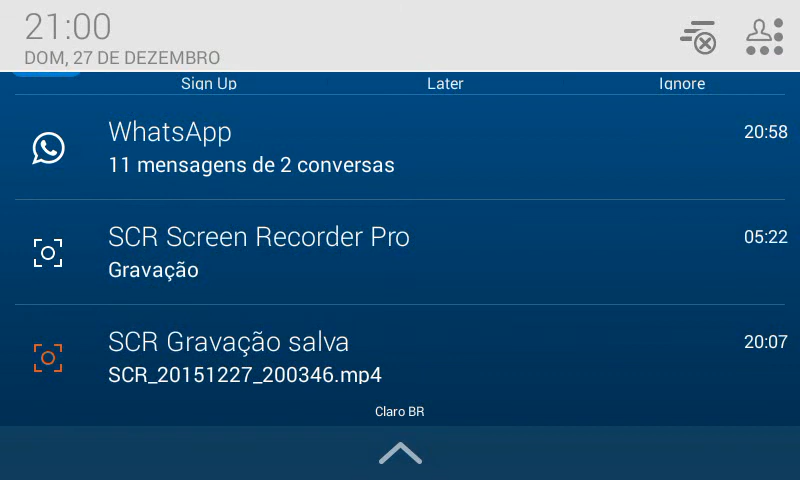 21:00
DOM, 27 DE DEZEMBRO
Sign Up Later Ignore
WhatsApp 20:58
11 mensagens de 2 conversas
SCR Screen Recorder Pro 05:22
Gravação
SCR Gravação salva 20:07
SCR_20151227_200346.mp4
Claro BR